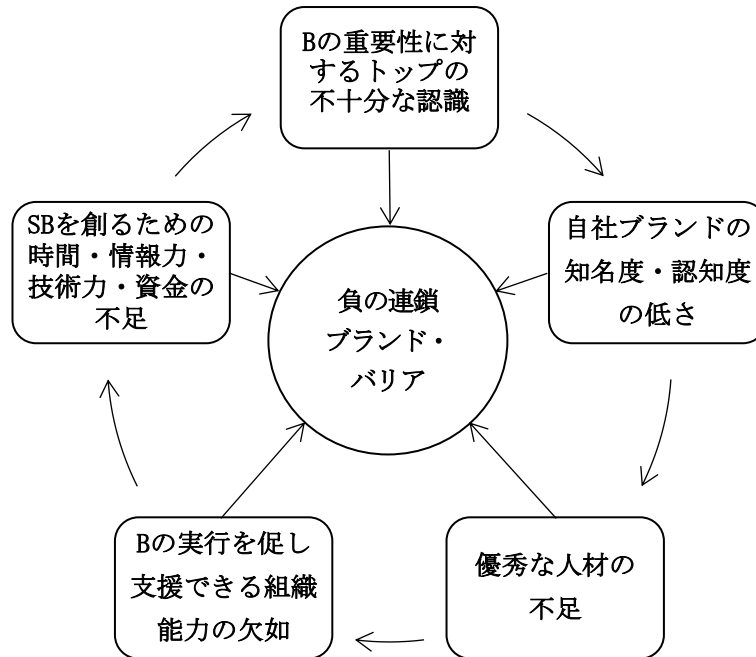 Bの重要性に対
するトップの
不十分な認識
SBを創るための
時間・情報力・
技術力・資金の
不足
自社ブランドの
知名度・認知度
の低さ
負の連鎖
ブランド・
バリア
Bの実行を促し
支援できる組織
能力の欠如
優秀な人材の
不足